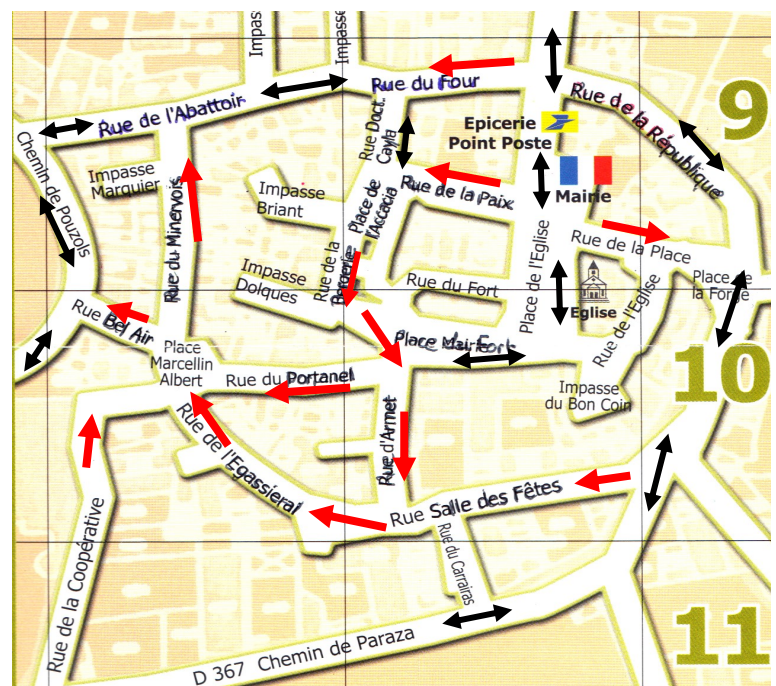 Impass
Impasse
9
Rue du Four
Rue de l'Abattoir
Rue de la République
Epicerie
Point Poste
Rue Doct.
Cayla
Chemin de Pouzols
Impasse
Marquier
Mairie
Impasse
Briant
Place de
l'Accacia
Rue de la Paix
Rue du Minervois
Rue de la Place
Place de l'Eglise
Rue de la
Impasse
Dolques
Rue du Fort
Place de
la Forge
Eglise
Rue de l'Eglise
Rue Bel Air
Place
10
Place
Marcellin
Albert
Rue du Portanel
Impasse
du Bon Coin
Rue d'Armet
Rue de l'Egassieral
Rue Salle des Fêtes
Rue du Carrairas
Rue de la Coopérative
11
D 367 Chemin de Paraza